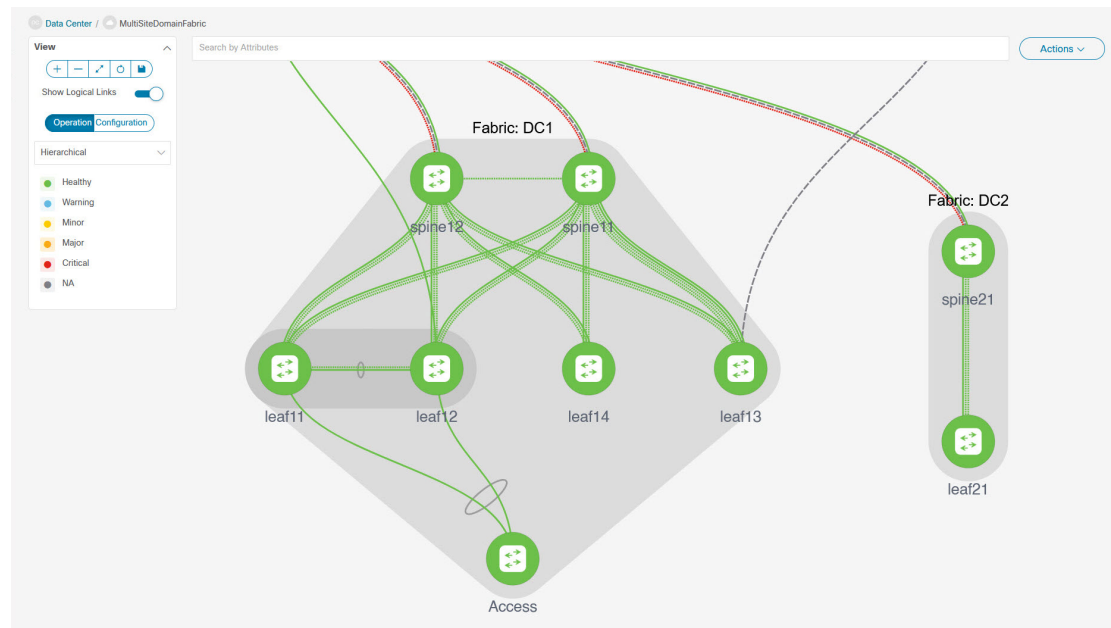 Data Center / MultiSiteDomainFabric
View
Search by Attributes
Actions
Show Logical Links
Operation Configuration
Hierarchical
Healthy
Warning
Minor
Major
Critical
NA
Fabric: DC1
Fabric: DC2
spine12
spine11
spine21
leaf11
leaf12
leaf14
leaf13
leaf21
Access